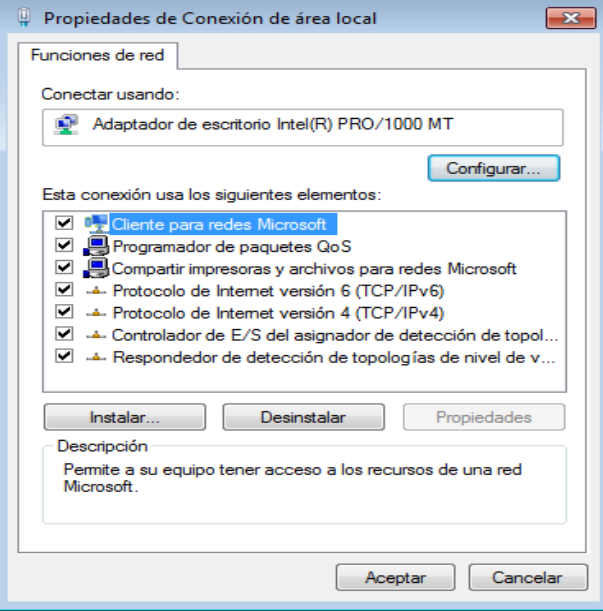 Propiedades de Conexión de área local
Funciones de red
Conectar usando:
Adaptador de escritorio Intel(R) PRO/1000 MT
Configurar...
Esta conexión usa los siguientes elementos:
Cliente para redes Microsoft
Programador de paquetes QoS
Compartir impresoras y archivos para redes Microsoft
Protocolo de Internet versión 6 (TCP/IPv6)
Protocolo de Internet versión 4 (TCP/IPv4)
Controlador de E/S del asignador de detección de topol...
Respondedor de detección de topologías de nivel de v...
Instalar...
Desinstalar
Propiedades
Descripción
Permite a su equipo tener acceso a los recursos de una red
Microsoft.
Aceptar
Cancelar